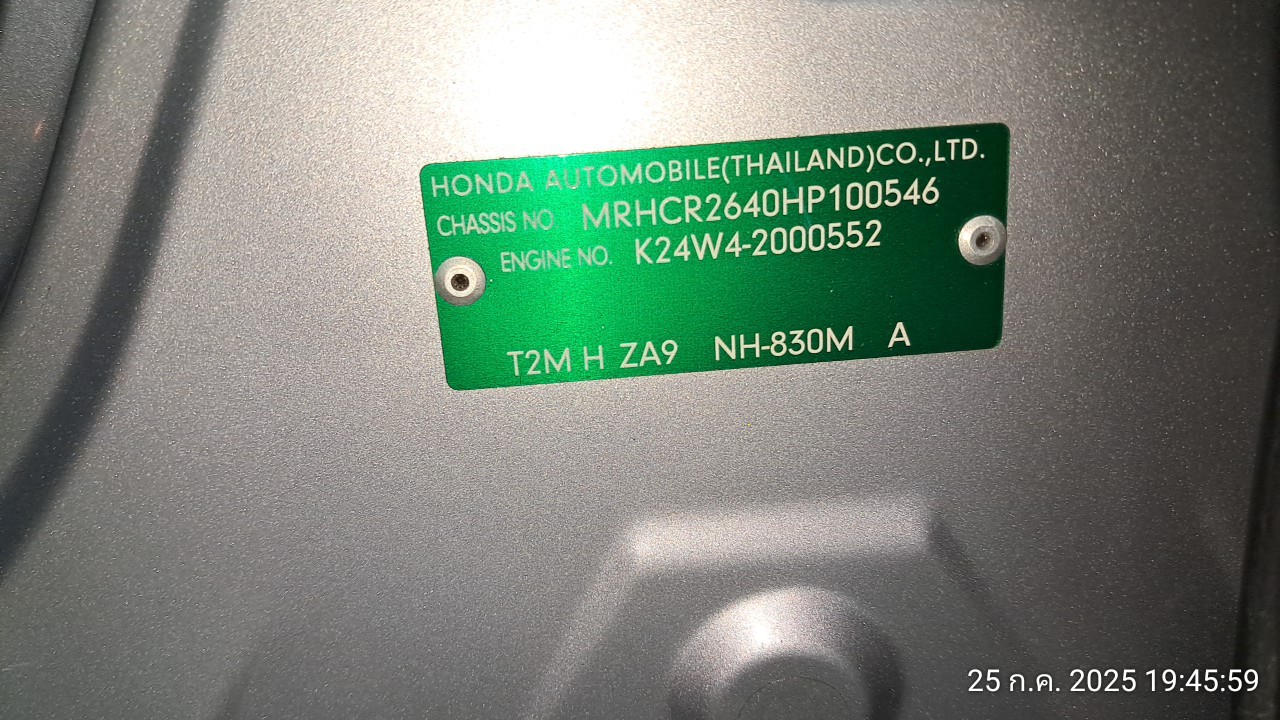 HONDA AUTOMOBILE(THAILAND)CO.,LTD.
CHASSIS NO MRHCR2640HP100546
ENGINE NO. K24W4-2000552
T2M H ZA9 NH-830M A
25 ก.ค. 2025 19:45:59